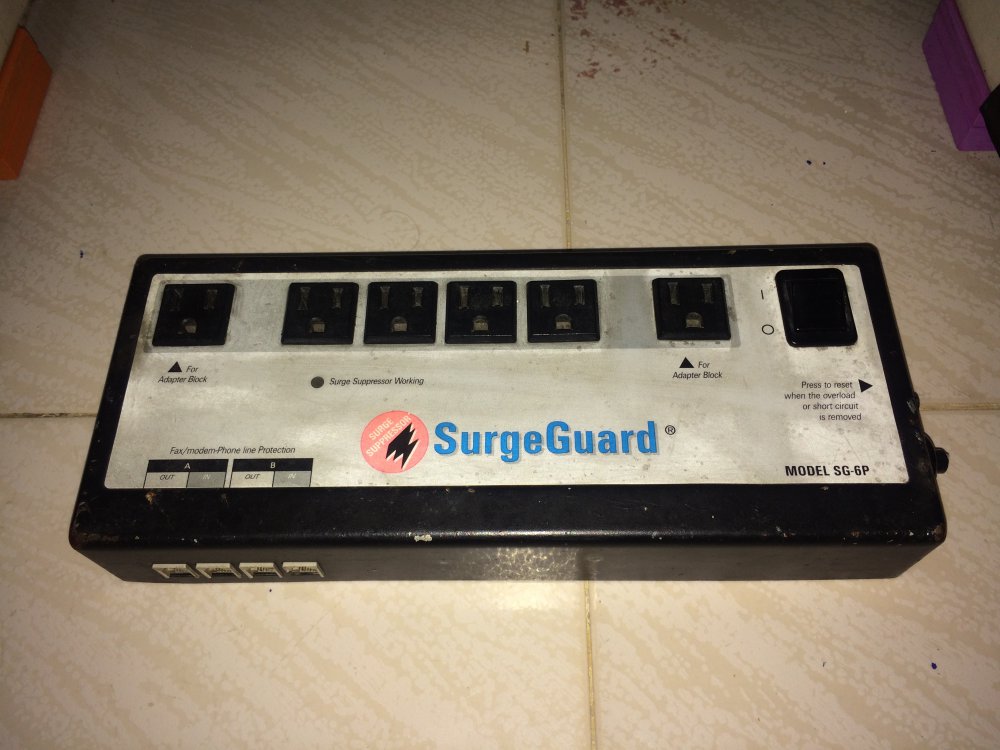 I
O
For
Adapter Block
Surge Suppressor Working
For
Adapter Block
Press to reset
when the overload
or short circuit
is removed
SURGE
SUPPRESSOR
SurgeGuard®
Fax/modem-Phone line Protection
A B
OUT IN OUT IN
MODEL SG-6P